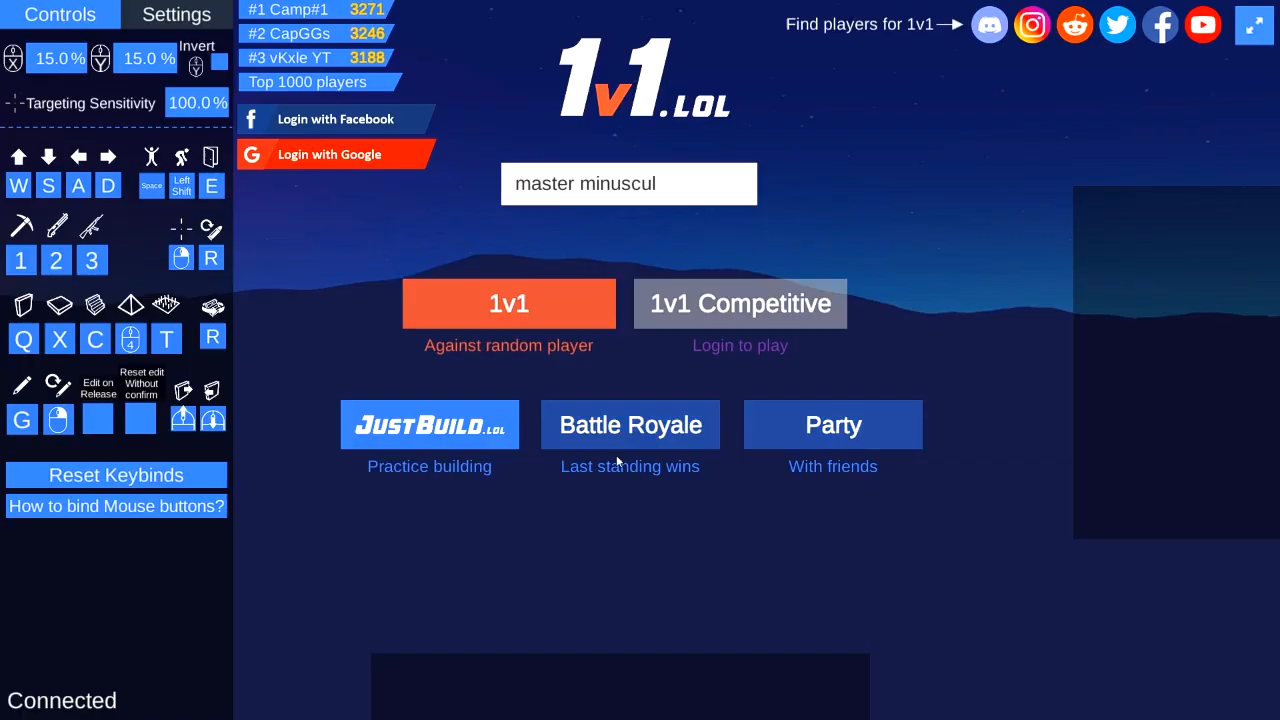 Controls
Settings
15.0 %
15.0 %
Invert
X
Y
Y
Targeting Sensitivity
100.0 %
W
S
A
D
Space
Left
Shift
E
1
2
3
R
Q
X
C
4
T
R
Edit on
Release
Reset edit
Without
confirm
G
Reset Keybinds
How to bind Mouse buttons?
Connected
#1 Camp#1 3271
#2 CapGGs 3246
#3 vKxle YT 3188
Top 1000 players
f Login with Facebook
G Login with Google
1v1.LOL
Find players for 1v1
master minuscul
1v1
Against random player
1v1 Competitive
Login to play
JUSTBUILD.LOL
Practice building
Battle Royale
Last standing wins
Party
With friends